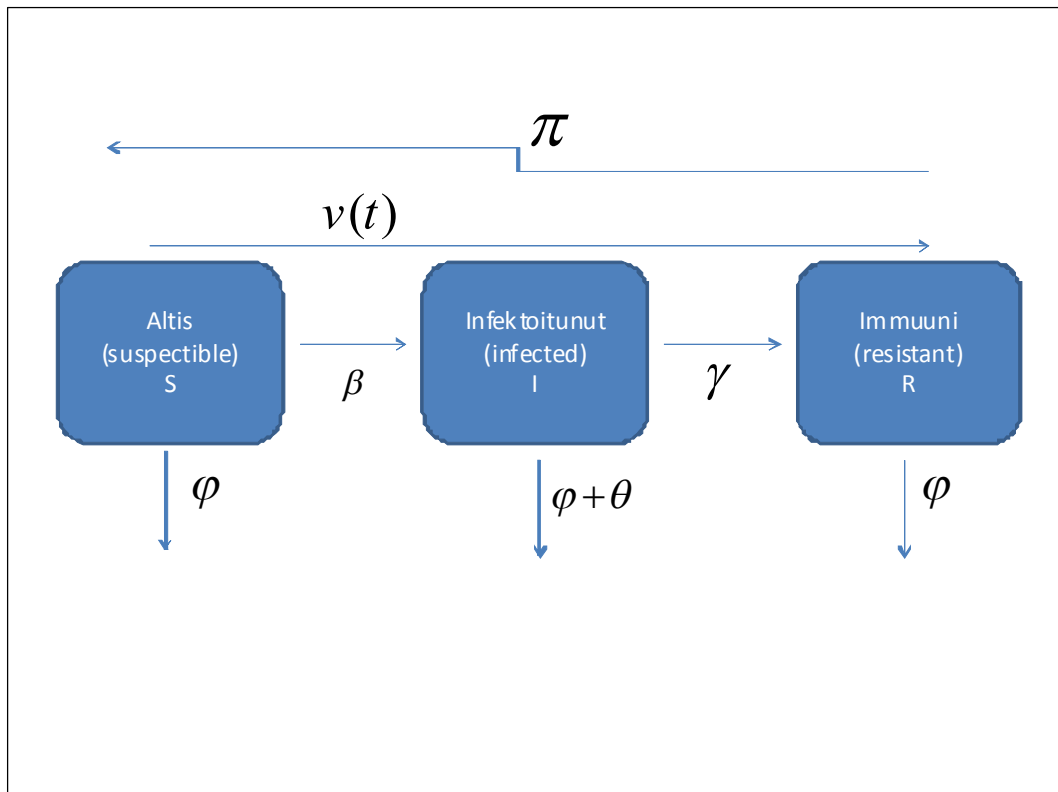 π
v(t)
Altis
(suspectible)
S
β
Infektoitunut
(infected)
I
γ
Immuuni
(resistant)
R
φ
φ+θ
φ